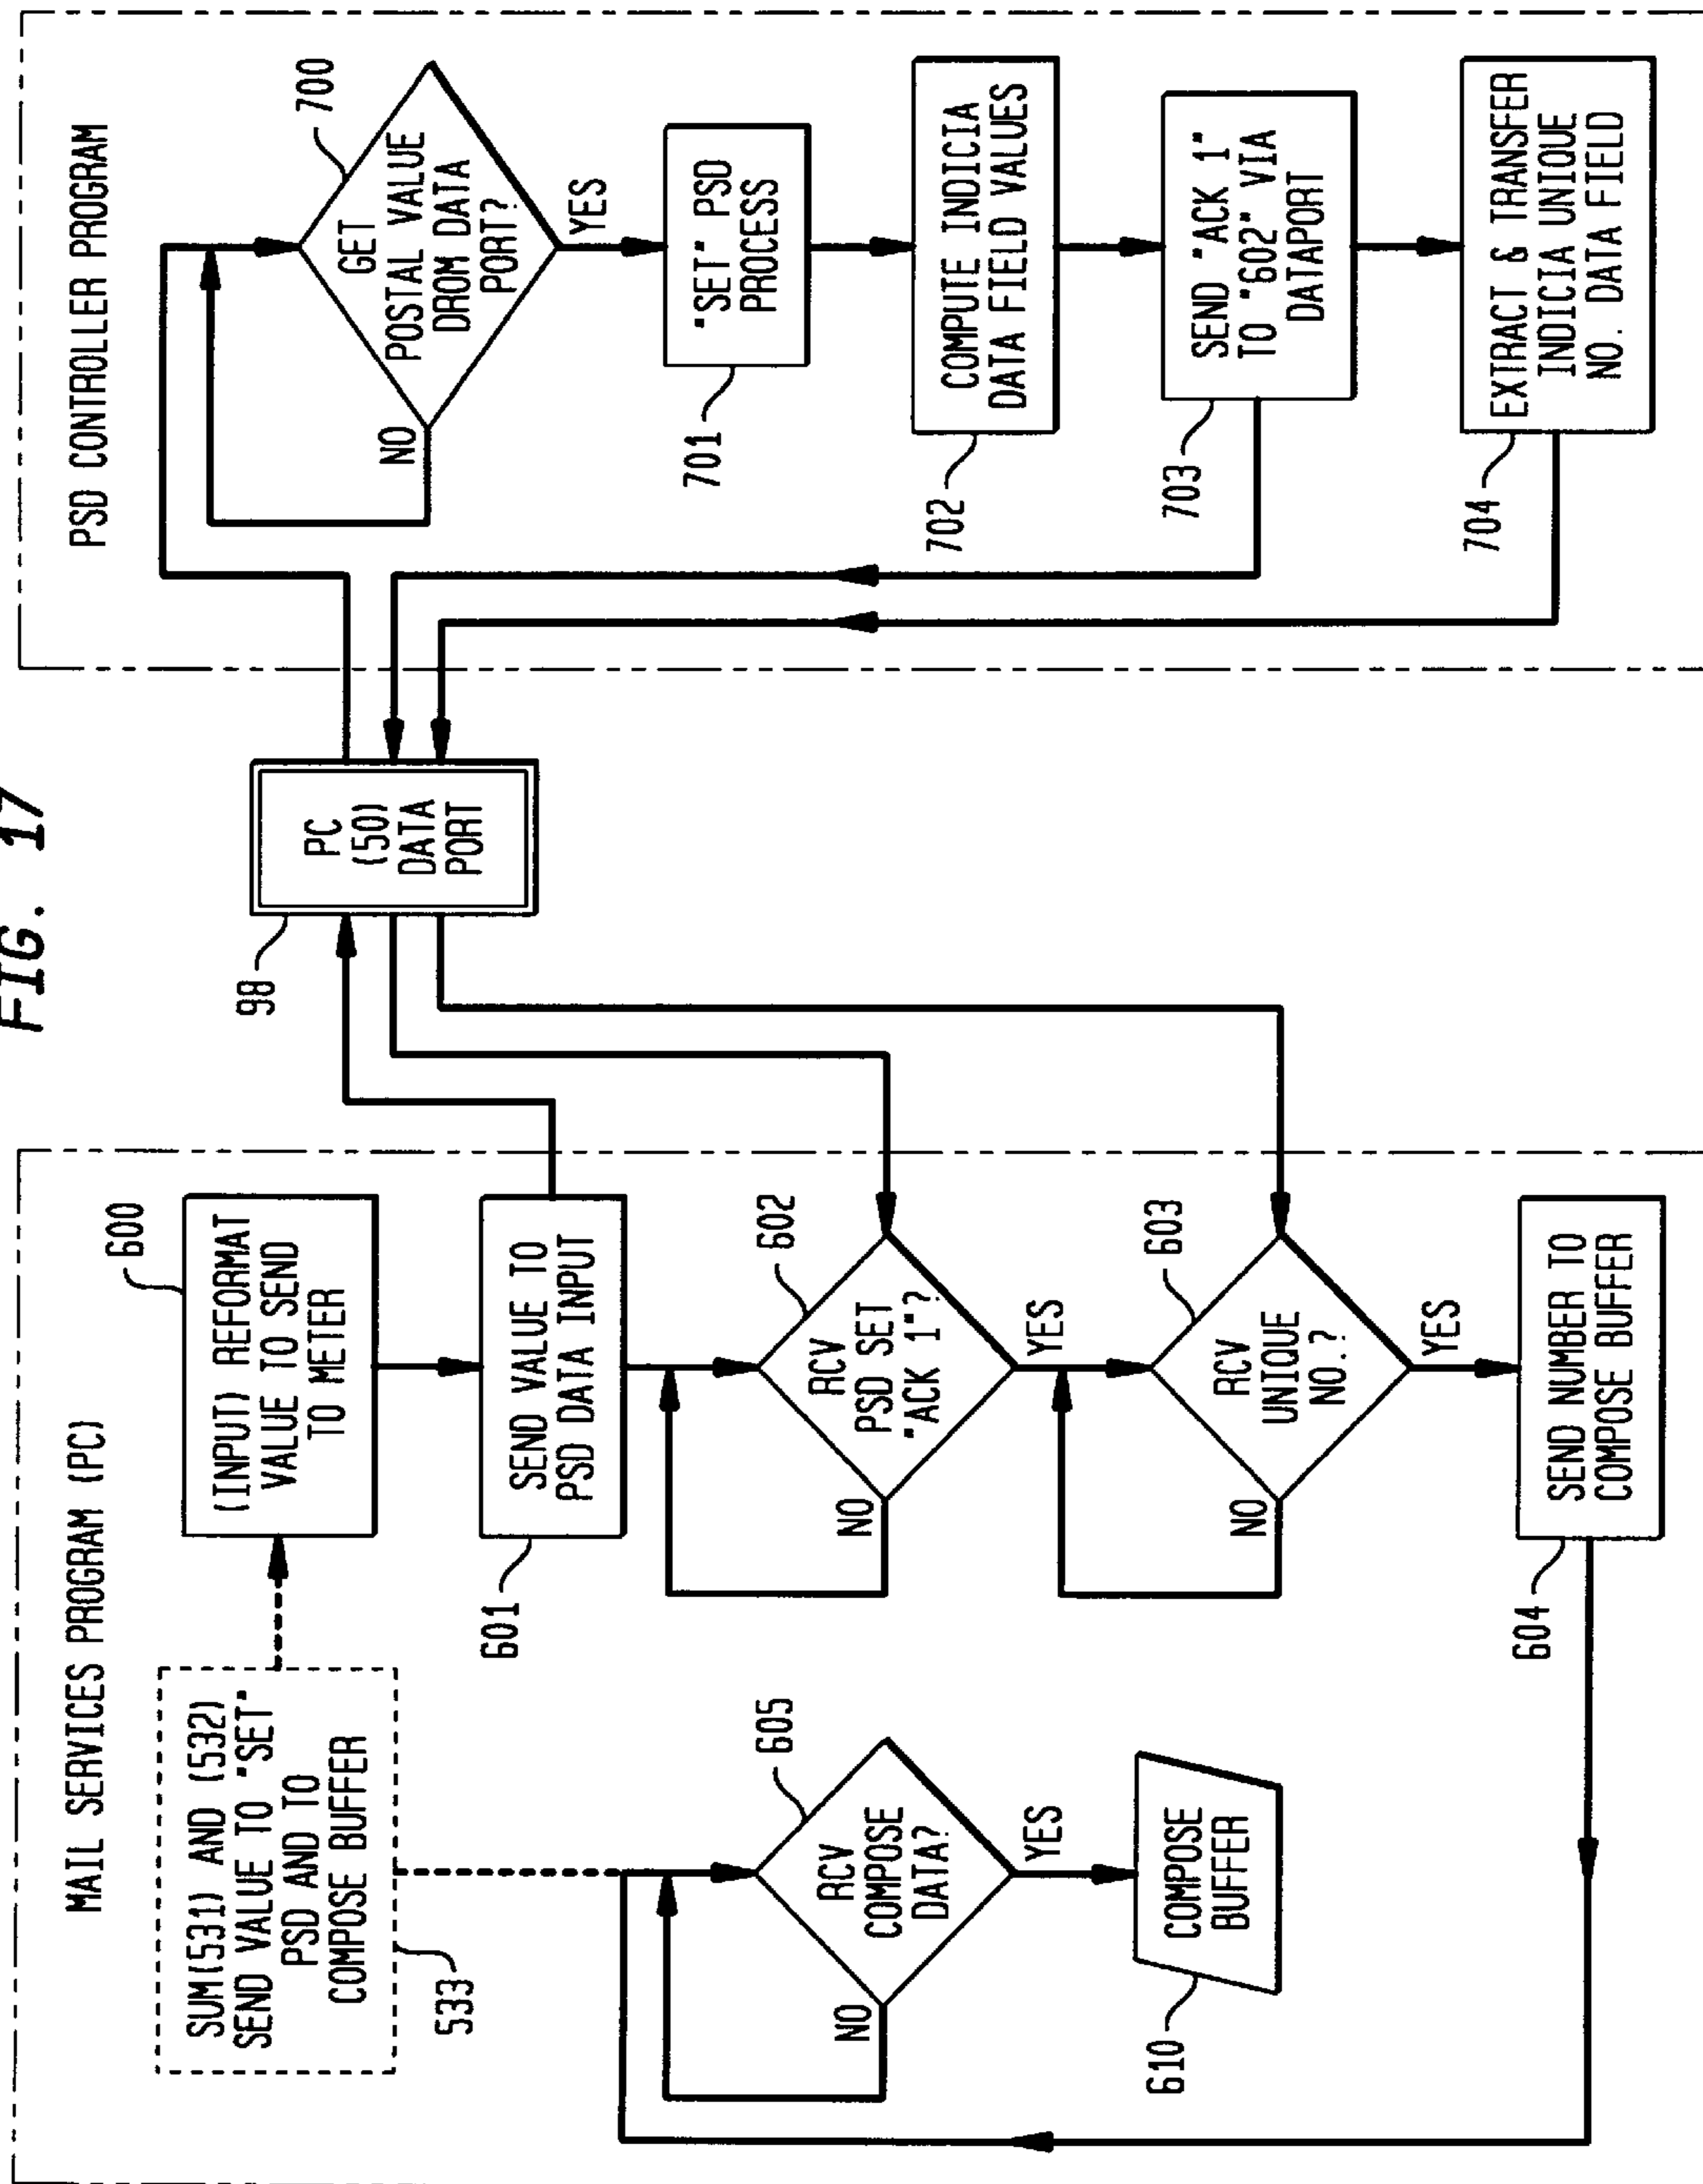 FIG. 17
MAIL SERVICES PROGRAM (PC)
SUM(531) AND (532)
SEND VALUE TO "SET"
PSD AND TO
COMPOSE BUFFER
533
600
(INPUT) REFORMAT
VALUE TO SEND
TO METER
601
SEND VALUE TO
PSD DATA INPUT
602
RCV
PSD SET
"ACK 1"?
NO
YES
603
RCV
UNIQUE
NO.?
NO
YES
604
SEND NUMBER TO
COMPOSE BUFFER
605
RCV
COMPOSE
DATA?
NO
YES
610
COMPOSE
BUFFER
98
PC
(50)
DATA
PORT
PSD CONTROLLER PROGRAM
700
GET
POSTAL VALUE
DROM DATA
PORT?
NO
YES
701
"SET" PSD
PROCESS
702
COMPUTE INDICIA
DATA FIELD VALUES
703
SEND "ACK 1"
TO "602" VIA
DATAPORT
704
EXTRACT & TRANSFER
INDICIA UNIQUE
NO. DATA FIELD